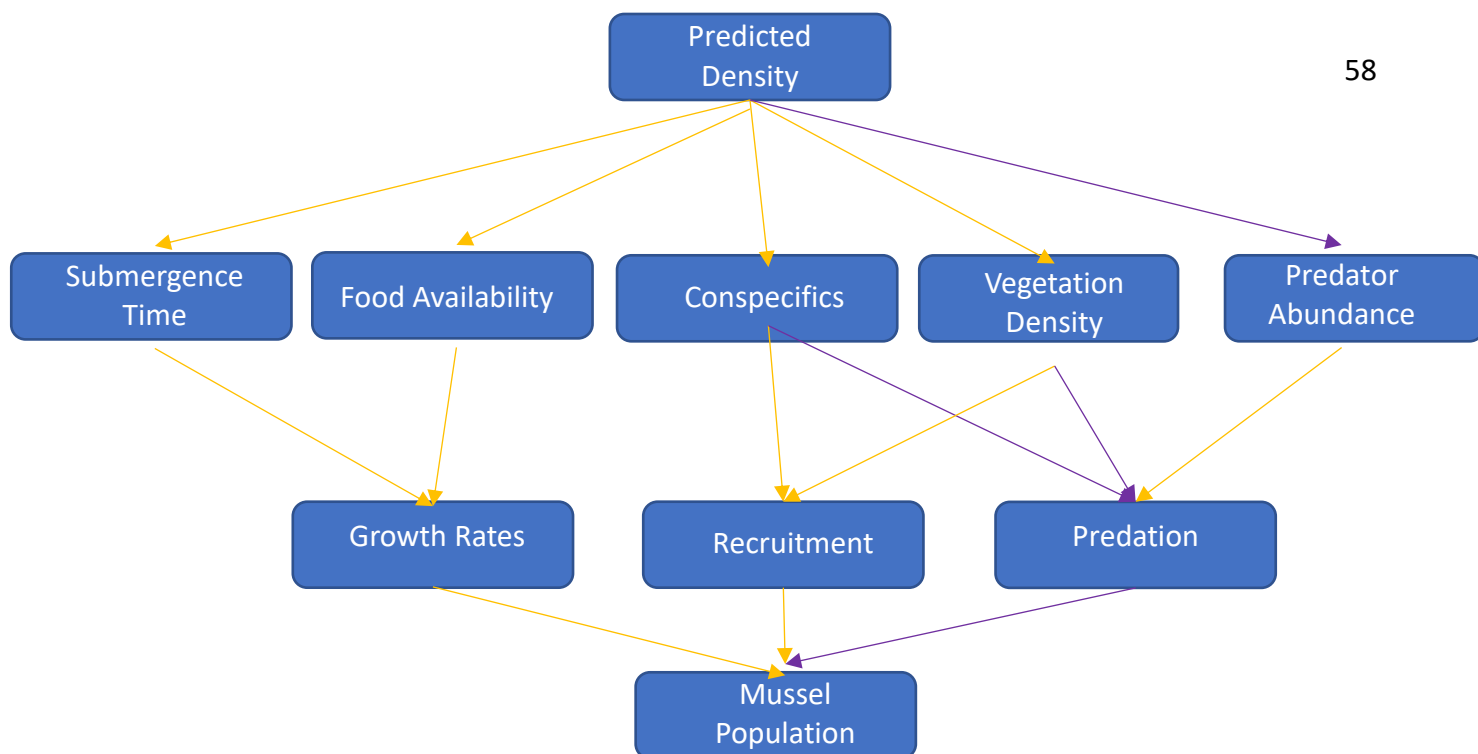 Predicted
Density
58
Submergence
Time
Food Availability
Conspecifics
Vegetation
Density
Predator
Abundance
Growth Rates
Recruitment
Predation
Mussel
Population